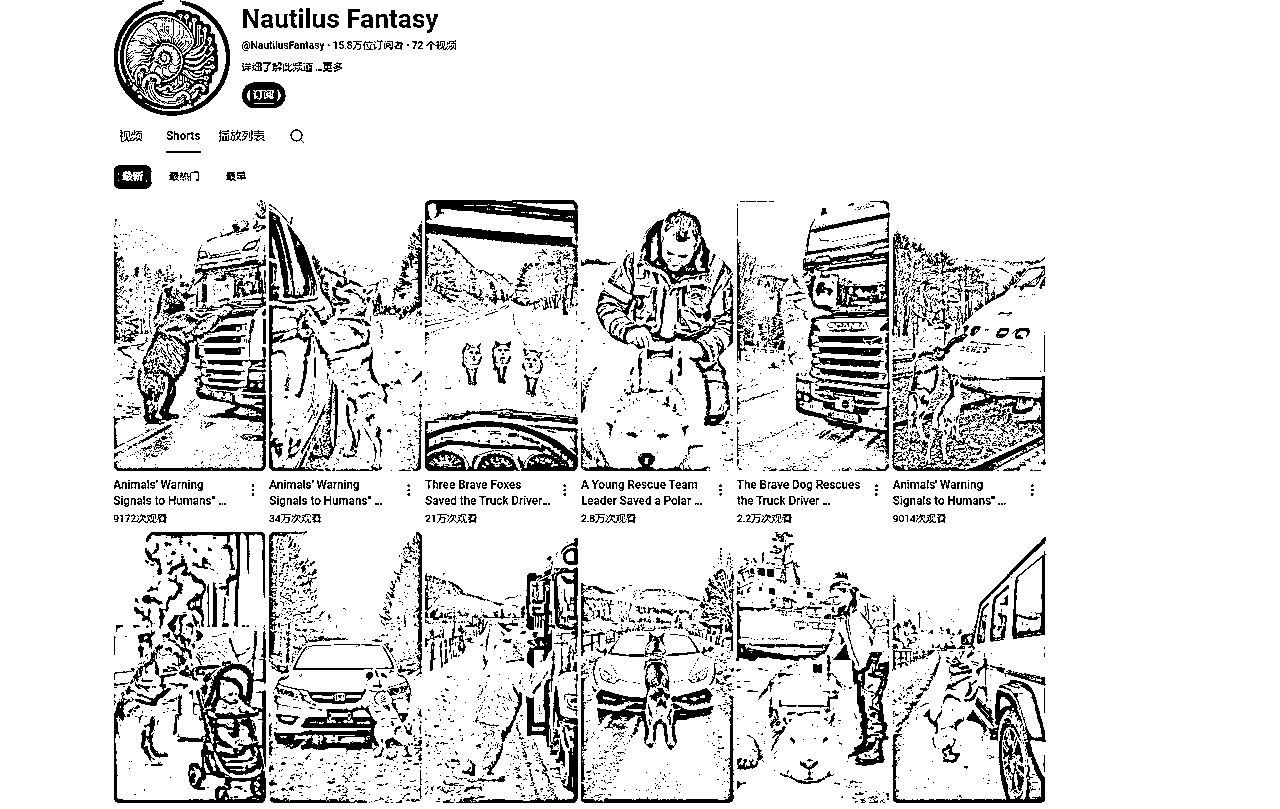 Nautilus Fantasy
@NautilusFantasy · 15.8万位订阅者 · 72 个视频
详细了解此频道 ...更多
订阅
视频
Shorts
播放列表
最新
最热门
最早
SCANIA
Animals' Warning
Signals to Humans" ...
9172次观看
Animals' Warning
Signals to Humans" ...
34万次观看
Three Brave Foxes
Saved the Truck Driver...
21万次观看
A Young Rescue Team
Leader Saved a Polar ...
2.8万次观看
The Brave Dog Rescues
the Truck Driver ...
2.2万次观看
Animals' Warning
Signals to Humans" ...
9014次观看